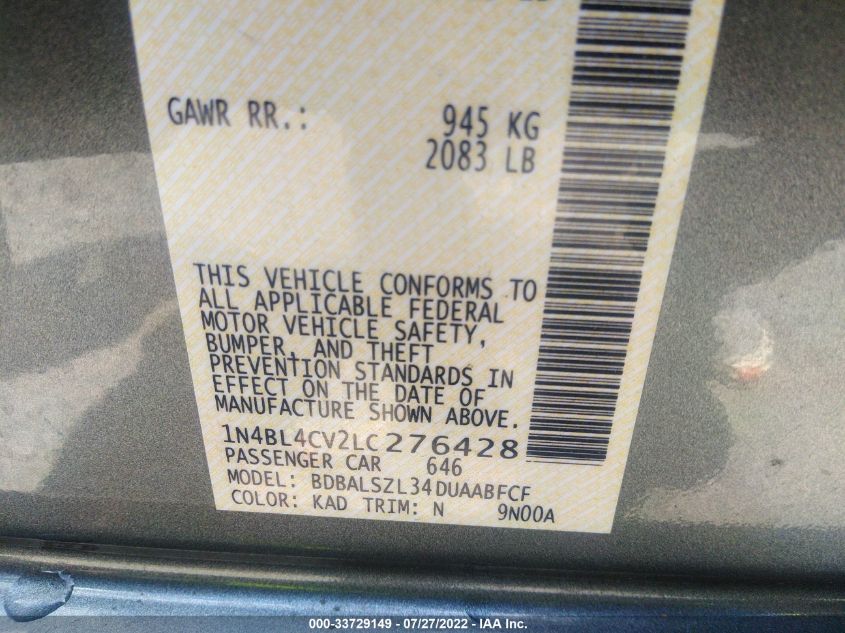 GAWR RR.: 945 KG
2083 LB
THIS VEHICLE CONFORMS TO
ALL APPLICABLE FEDERAL
MOTOR VEHICLE SAFETY,
BUMPER, AND THEFT
PREVENTION STANDARDS IN
EFFECT ON THE DATE OF
MANUFACTURE SHOWN ABOVE.
1N4BL4CV2LC276428
PASSENGER CAR 646
MODEL: BDBALSZL34DUAABFCF
COLOR: KAD TRIM: N 9N00A
000-33729149 - 07/27/2022 - IAA Inc.